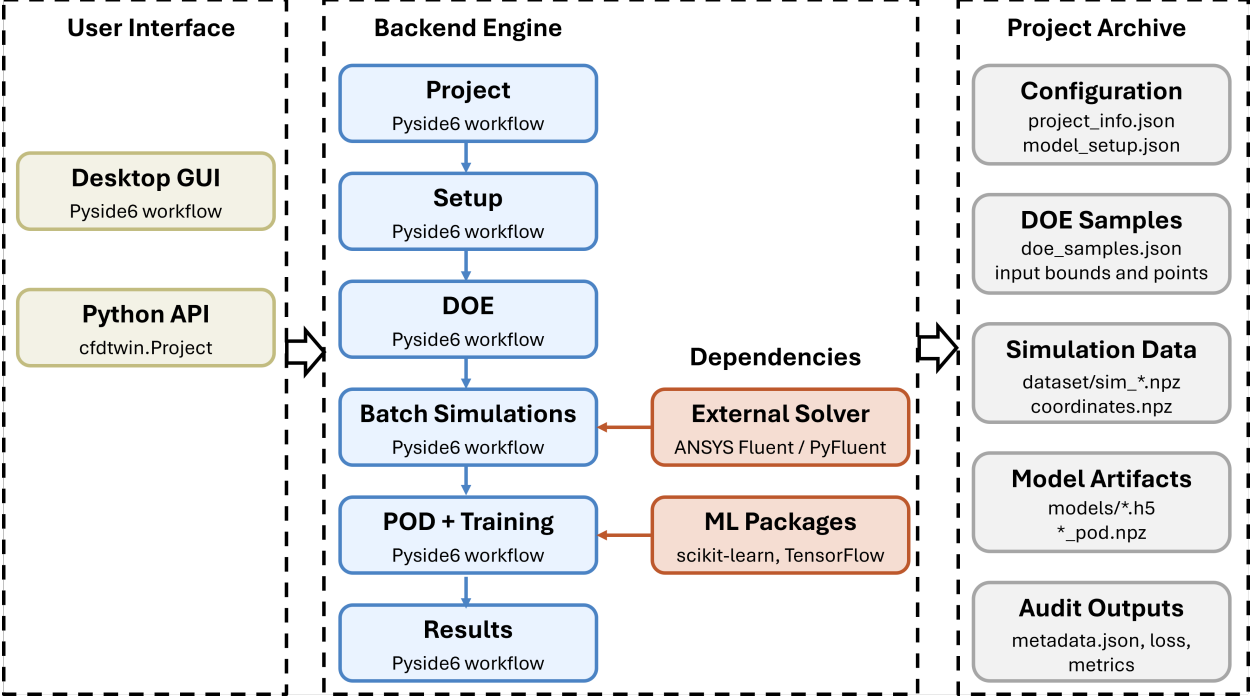 User Interface
Desktop GUI
Pyside6 workflow
Python API
cfdtwin.Project
Backend Engine
Project
Pyside6 workflow
Setup
Pyside6 workflow
DOE
Pyside6 workflow
Batch Simulations
Pyside6 workflow
POD + Training
Pyside6 workflow
Results
Pyside6 workflow
Dependencies
External Solver
ANSYS Fluent / PyFluent
ML Packages
scikit-learn, TensorFlow
Project Archive
Configuration
project_info.json
model_setup.json
DOE Samples
doe_samples.json
input bounds and points
Simulation Data
dataset/sim_*.npz
coordinates.npz
Model Artifacts
models/*.h5
*_pod.npz
Audit Outputs
metadata.json, loss,
metrics